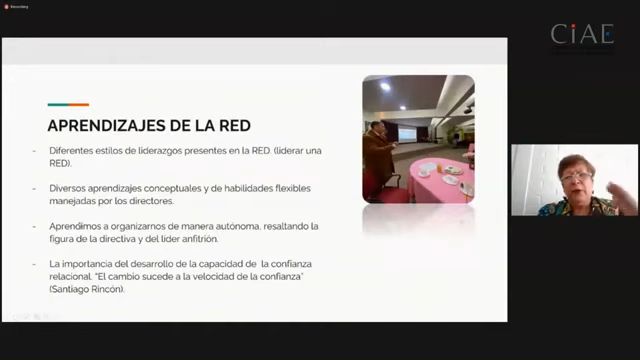 Recording
CIAE
APRENDIZAJES DE LA RED
- Diferentes estilos de liderazgos presentes en la RED. (liderar una
RED).
- Diversos aprendizajes conceptuales y de habilidades flexibles
manejadas por los directores.
- Aprendimos a organizarnos de manera autónoma, resaltando la
figura de la directiva y del líder anfitrión.
- La importancia del desarrollo de la capacidad de la confianza
relacional. "El cambio sucede a la velocidad de la confianza"
(Santiago Rincón).